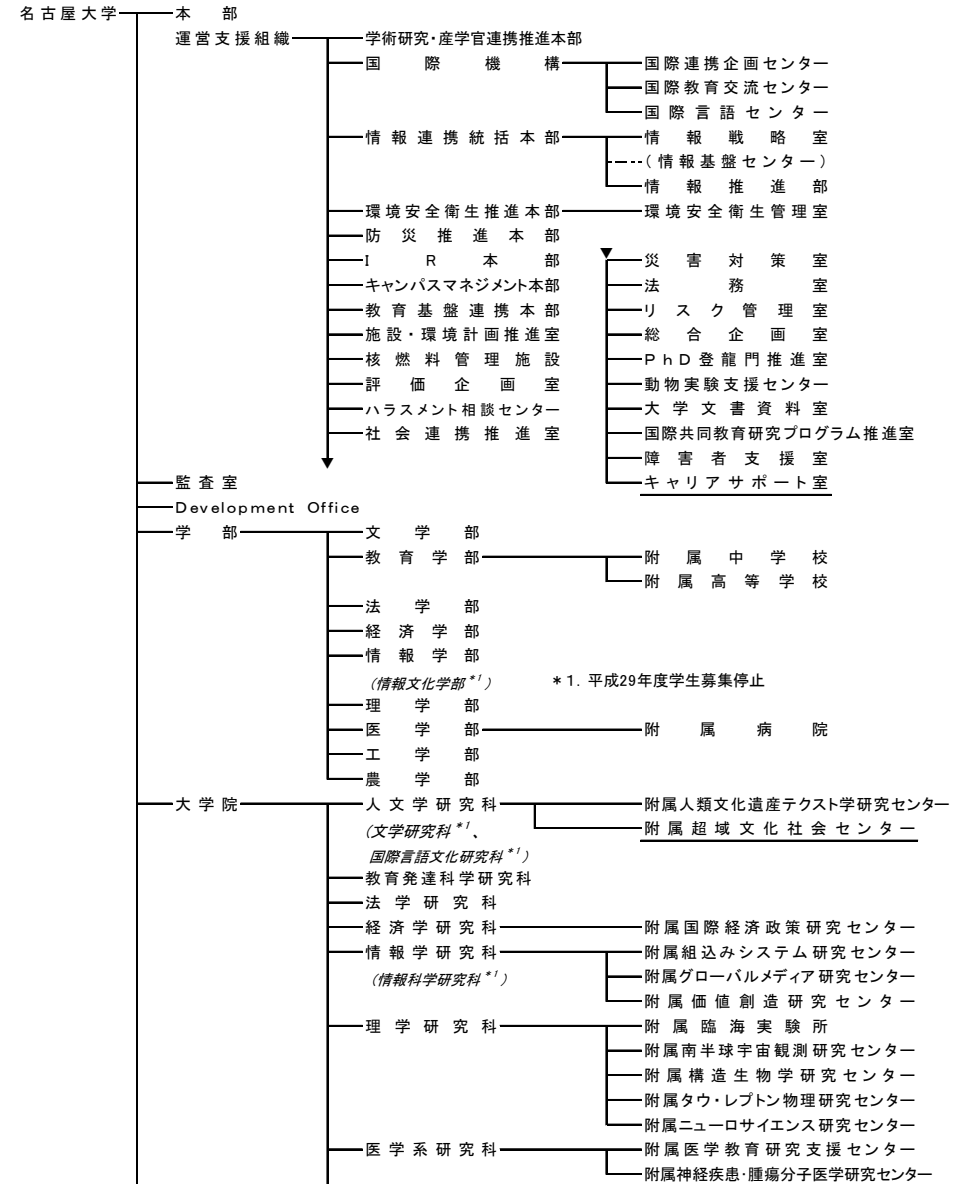 名古屋大学 本部
運営支援組織 学術研究・産学官連携推進本部
国際機構 国際連携企画センター
国際教育交流センター
国際言語センター
情報連携統括本部 情報戦略室
(情報基盤センター)
情報推進部
環境安全衛生推進本部 環境安全衛生管理室
防災推進本部
IR本部 災害対策室
キャンパスマネジメント本部 法務室
教育基盤連携本部 リスク管理室
施設・環境計画推進室 総合企画室
核燃料管理施設 PhD登龍門推進室
評価企画室 動物実験支援センター
ハラスメント相談センター 大学文書資料室
社会連携推進室 国際共同教育研究プログラム推進室
障害者支援室
監査室 キャリアサポート室
Development Office
学部 文学部
教育学部 附属中学校
附属高等学校
法学部
経済学部
情報学部
(情報文化学部*1) *1. 平成29年度学生募集停止
理学部
医学部 附属病院
工学部
農学部
大学院 人文学研究科 附属人類文化遺産テクスト学研究センター
(文学研究科*1、 附属超域文化社会センター
国際言語文化研究科*1)
教育発達科学研究科
法学研究科
経済学研究科 附属国際経済政策研究センター
情報学研究科 附属組込みシステム研究センター
(情報科学研究科*1) 附属グローバルメディア研究センター
附属価値創造研究センター
理学研究科 附属臨海実験所
附属南半球宇宙観測研究センター
附属構造生物学研究センター
附属タウ・レプトン物理研究センター
附属ニューロサイエンス研究センター
医学系研究科 附属医学教育研究支援センター
附属神経疾患・腫瘍分子医学研究センター